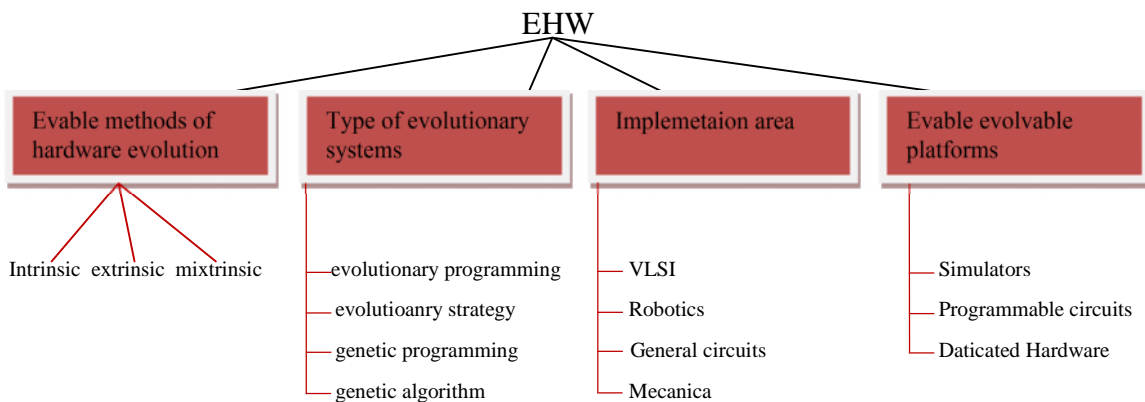 EHW
Evable methods of
hardware evolution
Type of evolutionary
systems
Implemetaion area
Evable evolvable
platforms
Intrinsic extrinsic mixtrinsic
evolutionary programming
evolutioanry strategy
genetic programming
genetic algorithm
VLSI
Robotics
General circuits
Mecanica
Simulators
Programmable circuits
Daticated Hardware